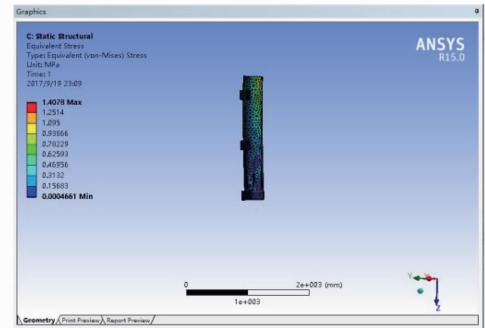 Graphics
C: Static Structural
Equivalent Stress
Type: Equivalent (von-Mises) Stress
Unit: MPa
Time: 1
2017/9/19 23:09
ANSYS
R15.0
1.4078 Max
1.2514
1.095
0.93866
0.78229
0.62593
0.46956
0.3132
0.15683
0.0004661 Min
0
2e+003 (mm)
1e+003
Y
X
Z
Geometry
Print Preview
Report Preview